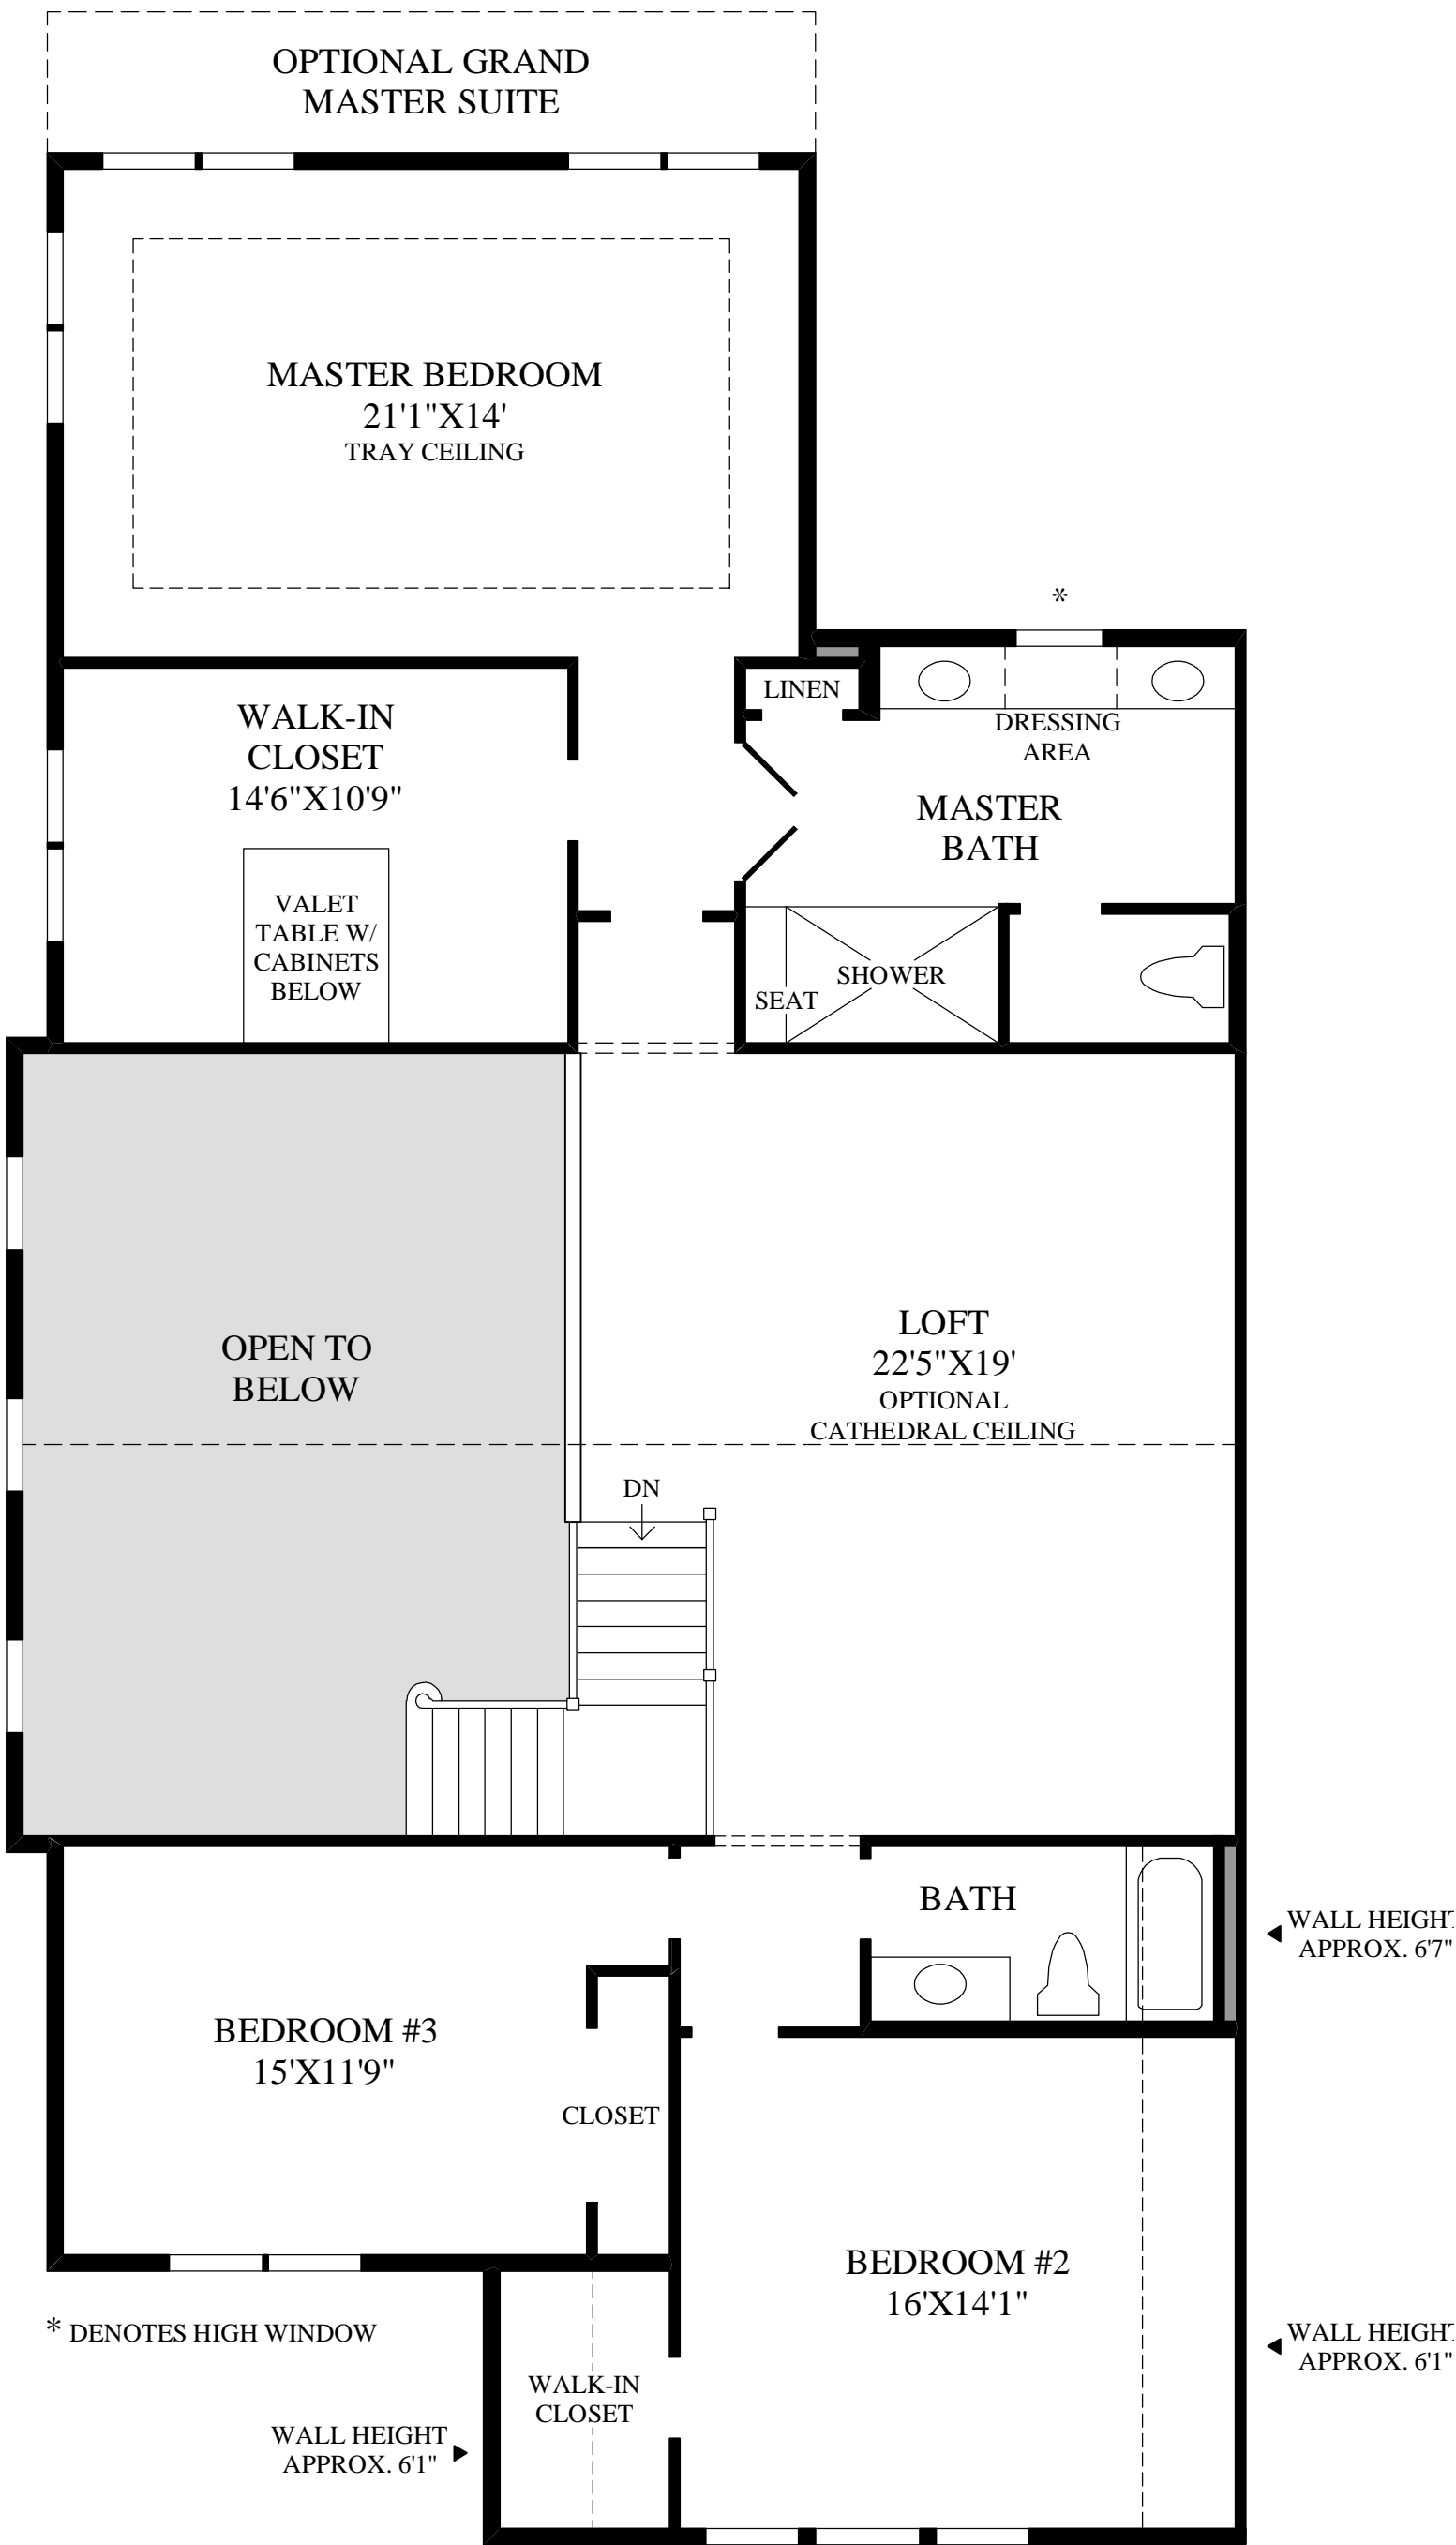 OPTIONAL GRAND
MASTER SUITE
MASTER BEDROOM
21'1"X14'
TRAY CEILING
*
LINEN
WALK-IN
CLOSET
14'6"X10'9"
DRESSING
AREA
MASTER
BATH
VALET
TABLE W/
CABINETS
BELOW
SHOWER
SEAT
OPEN TO
BELOW
LOFT
22'5"X19'
OPTIONAL
CATHEDRAL CEILING
DN
BATH
WALL HEIGHT
APPROX. 6'7"
BEDROOM #3
15'X11'9"
CLOSET
BEDROOM #2
16'X14'1"
* DENOTES HIGH WINDOW
WALL HEIGHT
APPROX. 6'1"
WALK-IN
CLOSET
WALL HEIGHT
APPROX. 6'1"